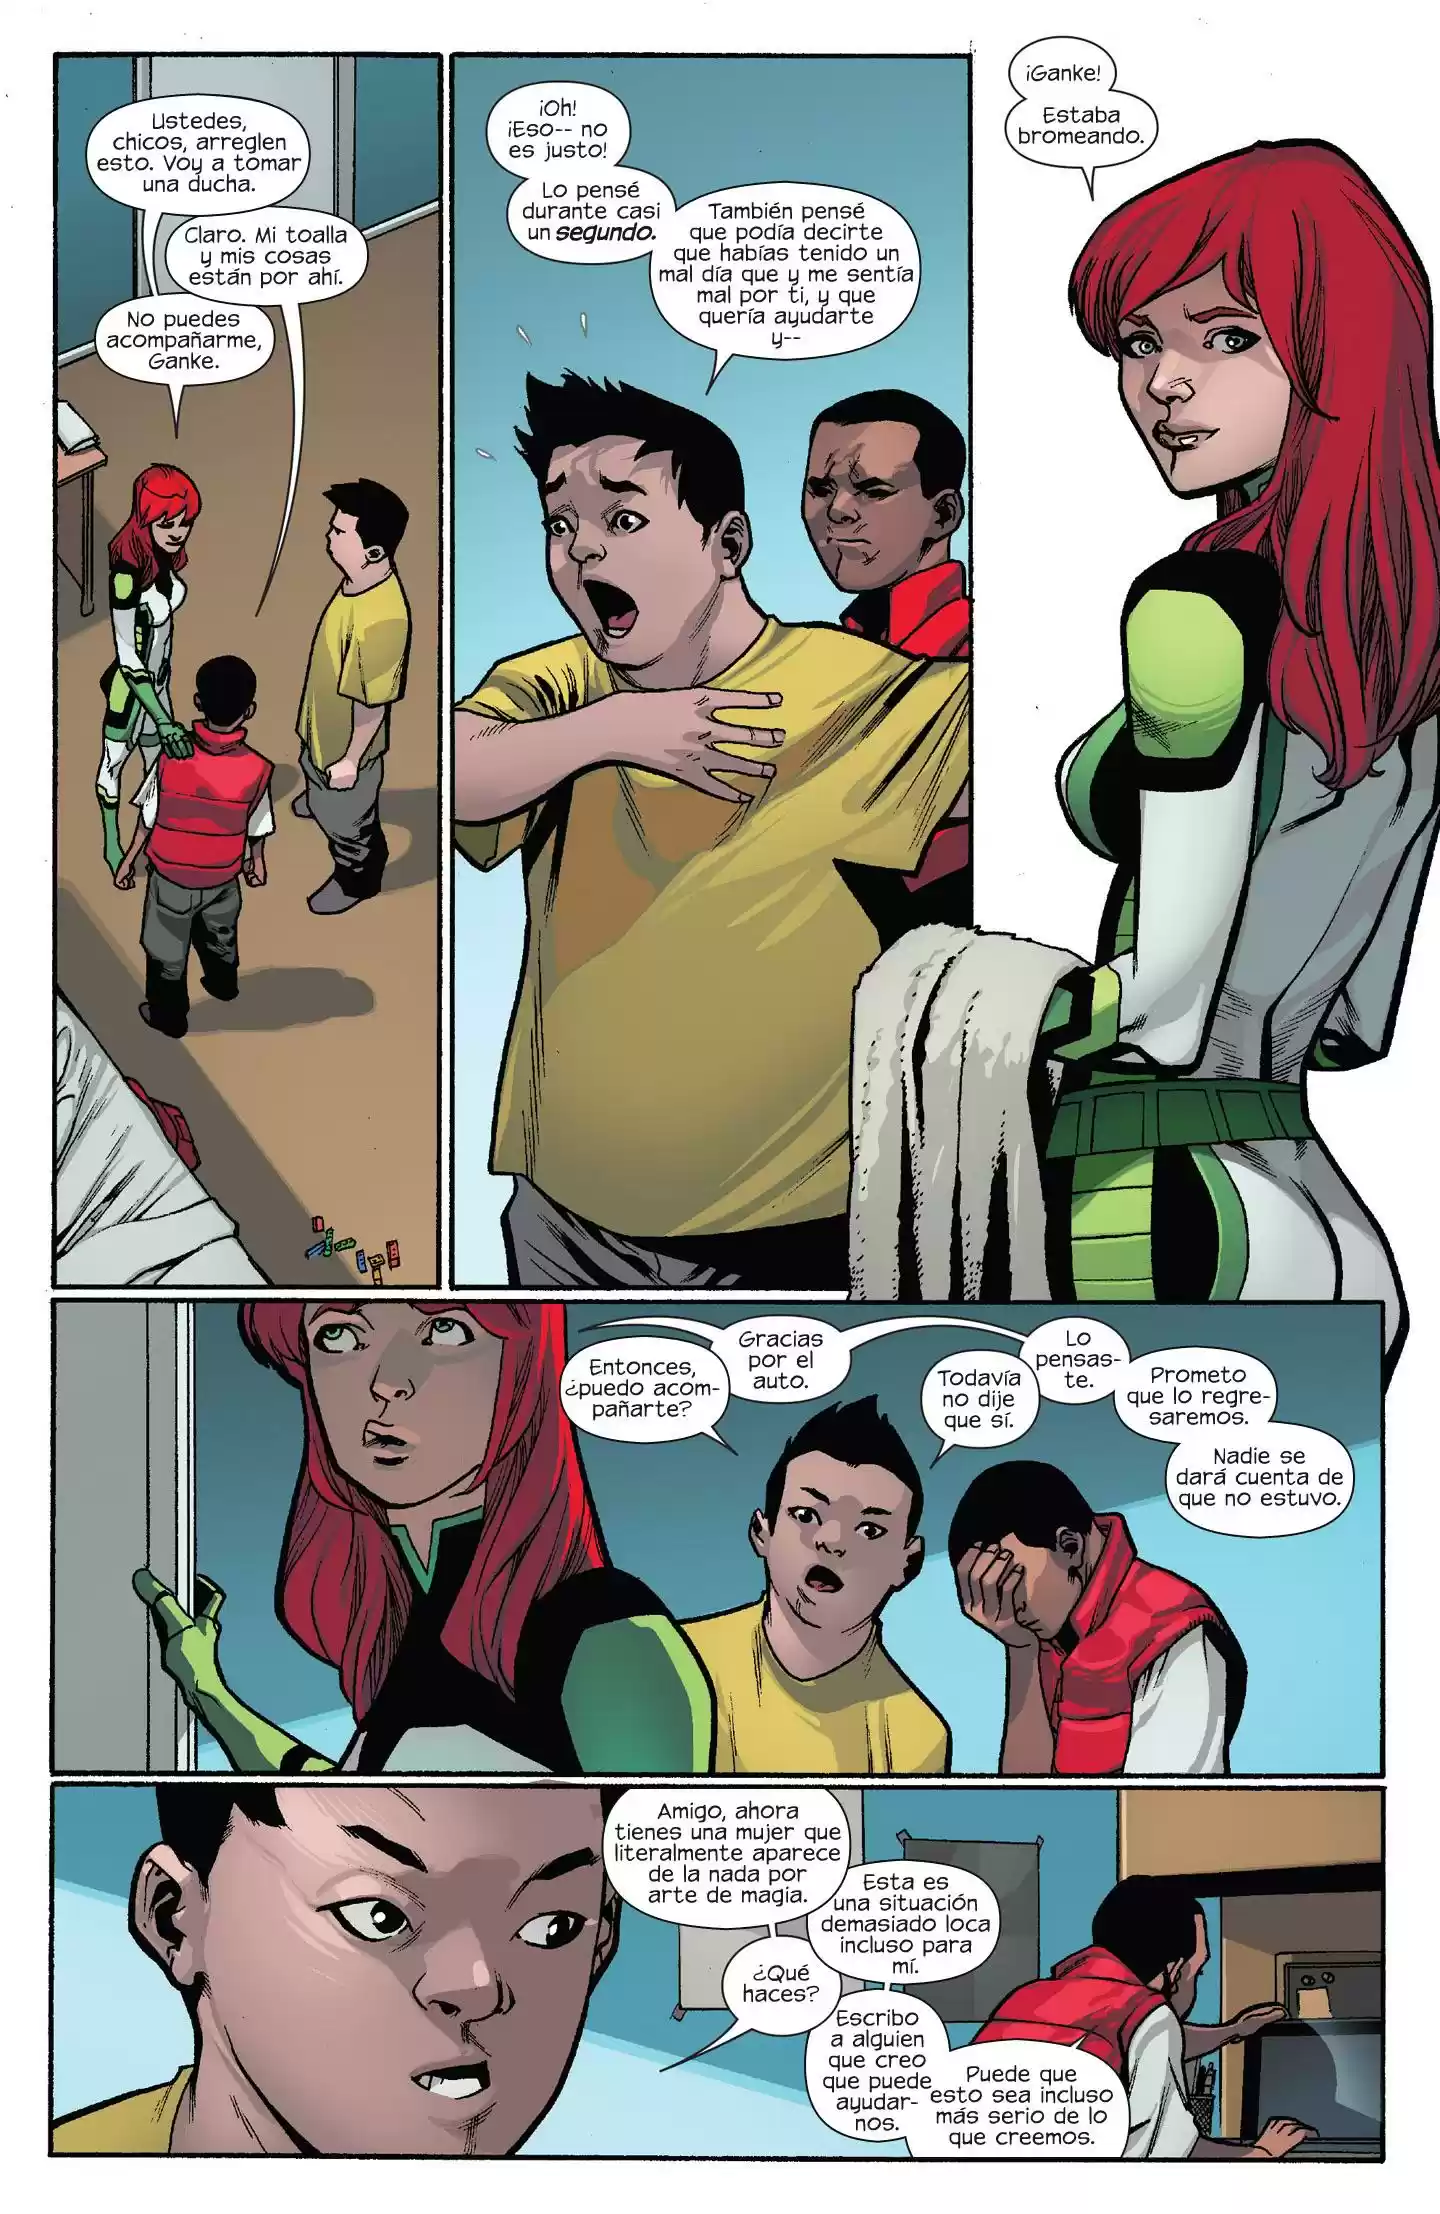 Ustedes,
chicos, arreglen
esto. Voy a tomar
una ducha.
Claro. Mi toalla
y mis cosas
están por ahí.
No puedes
acompañarme,
Ganke.
¡Oh!
¡Eso-- no
es justo!
Lo pensé
durante casi
un segundo.
También pensé
que podía decirte
que habías tenido un
mal día que y me sentía
mal por ti, y que
quería ayudarte
y--
¡Ganke!
Estaba
bromeando.
Entonces,
¿puedo acom-
pañarte?
Gracias
por el
auto.
Todavía
no dije
que sí.
Lo
pensas-
te.
Prometo
que lo regre-
saremos.
Nadie se
dará cuenta de
que no estuvo.
Amigo, ahora
tienes una mujer que
literalmente aparece
de la nada por
arte de magia.
Esta es
una situación
demasiado loca
incluso para
mí.
¿Qué
haces?
Escribo
a alguien
que creo
que puede
ayudar-
nos.
Puede que
esto sea incluso
más serio de lo
que creemos.